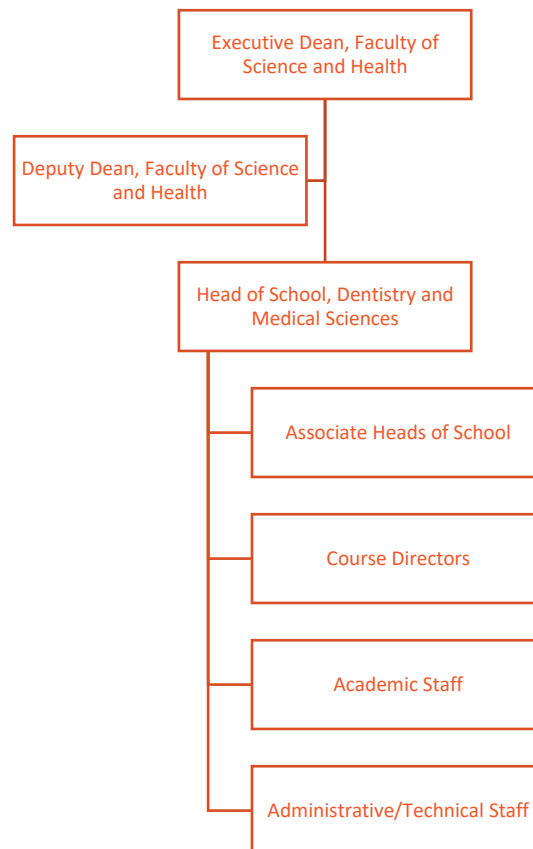 Executive Dean, Faculty of
Science and Health
Deputy Dean, Faculty of Science
and Health
Head of School, Dentistry and
Medical Sciences
Associate Heads of School
Course Directors
Academic Staff
Administrative/Technical Staff